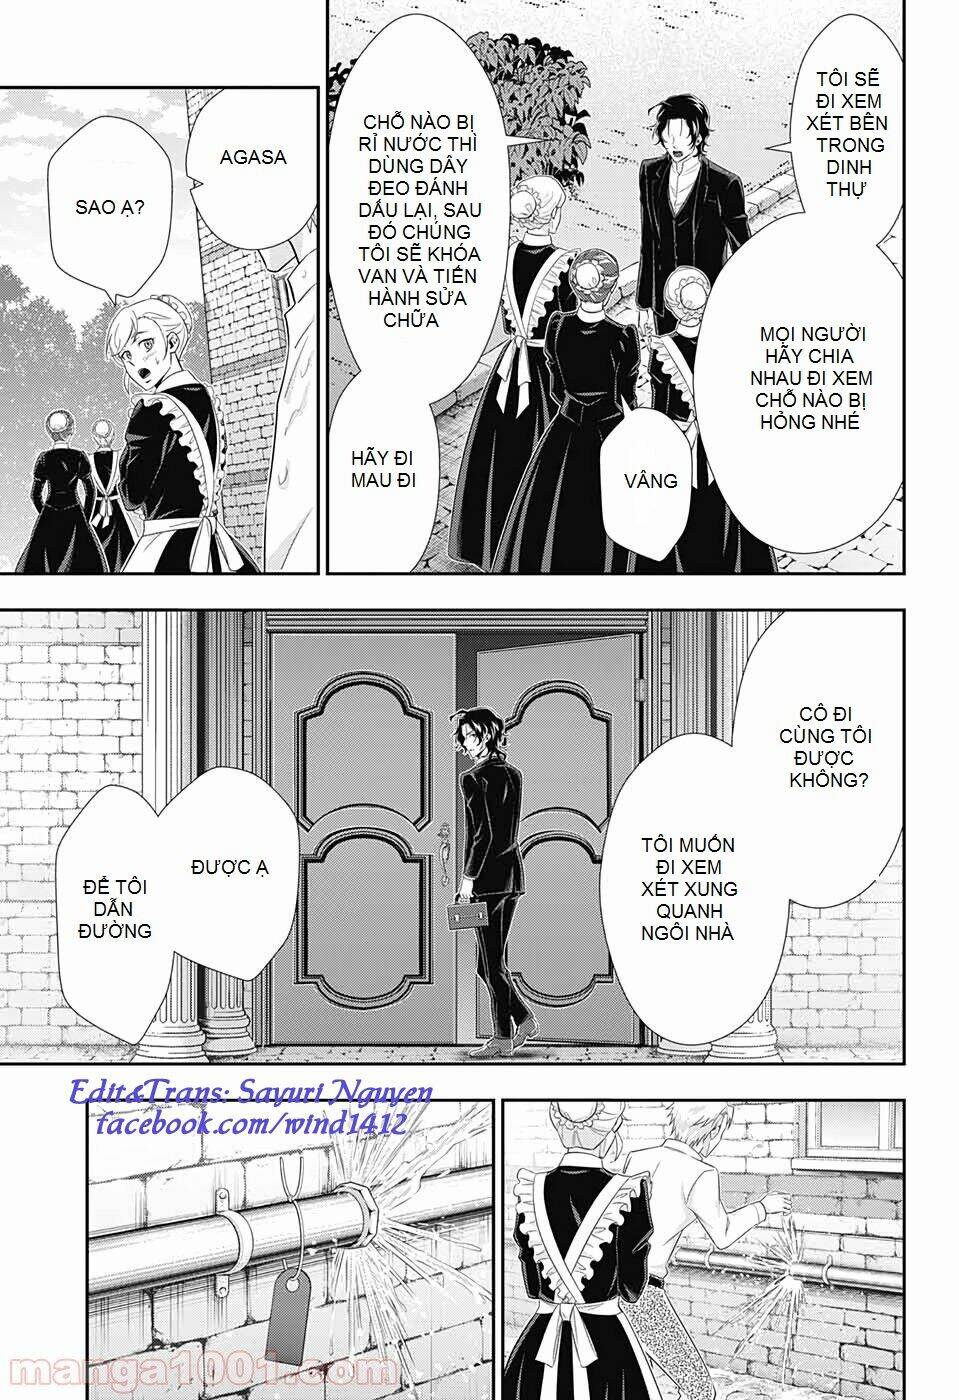 TÔI SẼ
ĐI XEM
XÉT BÊN
TRONG
DINH
THỰ
MỌI NGƯỜI
HÃY CHIA
NHAU ĐI XEM
CHỖ NÀO BỊ
HỎNG NHÉ
CHỖ NÀO BỊ
RỈ NƯỚC THÌ
DÙNG DÂY
ĐEO ĐÁNH
DẤU LẠI, SAU
ĐÓ CHÚNG
TÔI SẼ KHÓA
VAN VÀ TIẾN
HÀNH SỬA
CHỮA
HÃY ĐI
MAU ĐI
VÂNG
AGASA
SAO Ạ?
CÔ ĐI
CÙNG TÔI
ĐƯỢC
KHÔNG?
TÔI MUỐN
ĐI XEM
XÉT XUNG
QUANH
NGÔI NHÀ
ĐƯỢC Ạ
ĐỂ TÔI
DẪN
ĐƯỜNG
Edit&Trans: Sayuri Nguyen
facebook.com/wind1412
manga1001.com